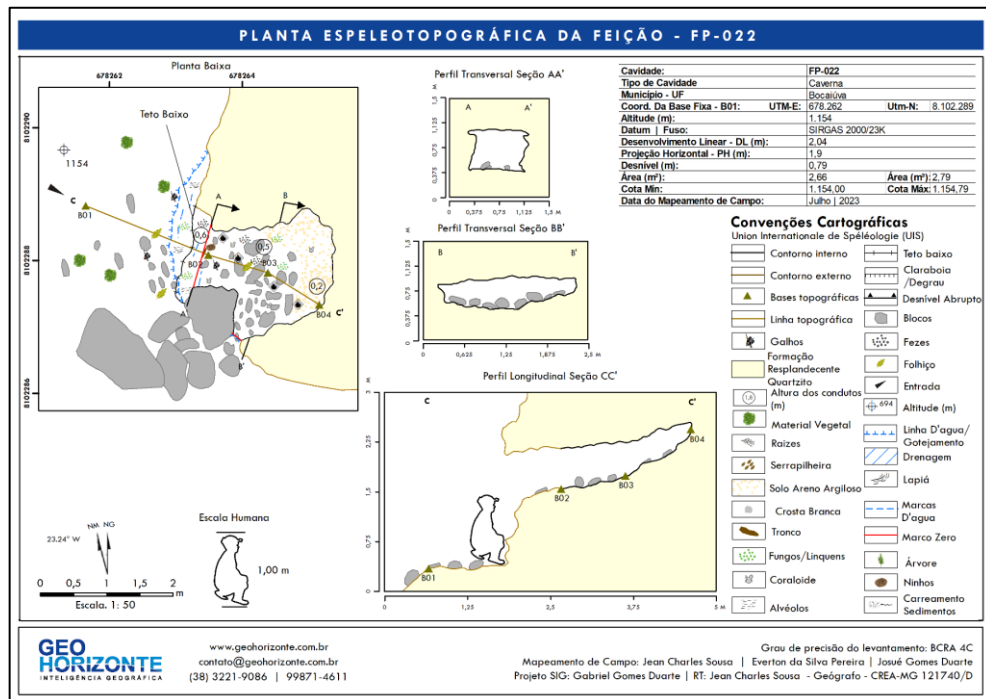 PLANTA ESPELEOTOPOGRÁFICA DA FEIÇÃO - FP-022
Planta Baixa
678262
678264
8102290
8102288
8102286
Teto Baixo
1154
C
B01
A
B
0,6
0,5
B02
B03
0,2
B04
C'
A'
B'
23.24° W
NM NG
0 0,5 1 2
m
Escala. 1: 50
Escala Humana
1,00 m
Perfil Transversal Seção AA'
A A'
1,5
1,125
0,75
0,375
0
0 0,375 0,75 1,125 1,5 M
Perfil Transversal Seção BB'
B B'
1,5
1,125
0,75
0,375
0
0 0,625 1,25 1,875 2,5 M
Perfil Longitudinal Seção CC'
C C'
M
3
2,25
1,5
0,75
0
B01
B02
B03
B04
0 1,25 2,5 3,75 5 M
Cavidade: FP-022
Tipo de Cavidade Caverna
Município - UF Bocaiúva
Coord. Da Base Fixa - B01: UTM-E: 678.262 Utm-N: 8.102.289
Altitude (m): 1.154
Datum | Fuso: SIRGAS 2000/23K
Desenvolvimento Linear - DL (m): 2,04
Projeção Horizontal - PH (m): 1,9
Desnível (m): 0,79
Área (m²): 2,66 Área (m³): 2,79
Cota Mín: 1.154,00 Cota Máx: 1.154,79
Data do Mapeamento de Campo: Julho | 2023
Convenções Cartográficas
Union Internationale de Spéléologie (UIS)
Contorno interno
Contorno externo
Bases topográficas
Linha topográfica
Galhos
Formação
Resplandecente
Quartzito
1,8
Altura dos condutos
(m)
Material Vegetal
Raizes
Serrapilheira
Solo Areno Argiloso
Crosta Branca
Tronco
Fungos/Linquens
Coraloide
Alvéolos
Teto baixo
Claraboia
/Degrau
Desnível Abrupto
Blocos
Fezes
Folhiço
Entrada
694
Altitude (m)
Linha D'agua/
Gotejamento
Drenagem
Lapiá
Marcas
D'agua
Marco Zero
Árvore
Ninhos
Carreamento
Sedimentos
GEO
HORIZONTE
INTELIGÊNCIA GEOGRÁFICA
www.geohorizonte.com.br
contato@geohorizonte.com.br
(38) 3221-9086 | 99871-4611
Grau de precisão do levantamento: BCRA 4C
Mapeamento de Campo: Jean Charles Sousa | Everton da Silva Pereira | Josué Gomes Duarte
Projeto SIG: Gabriel Gomes Duarte | RT: Jean Charles Sousa - Geógrafo - CREA-MG 121740/D